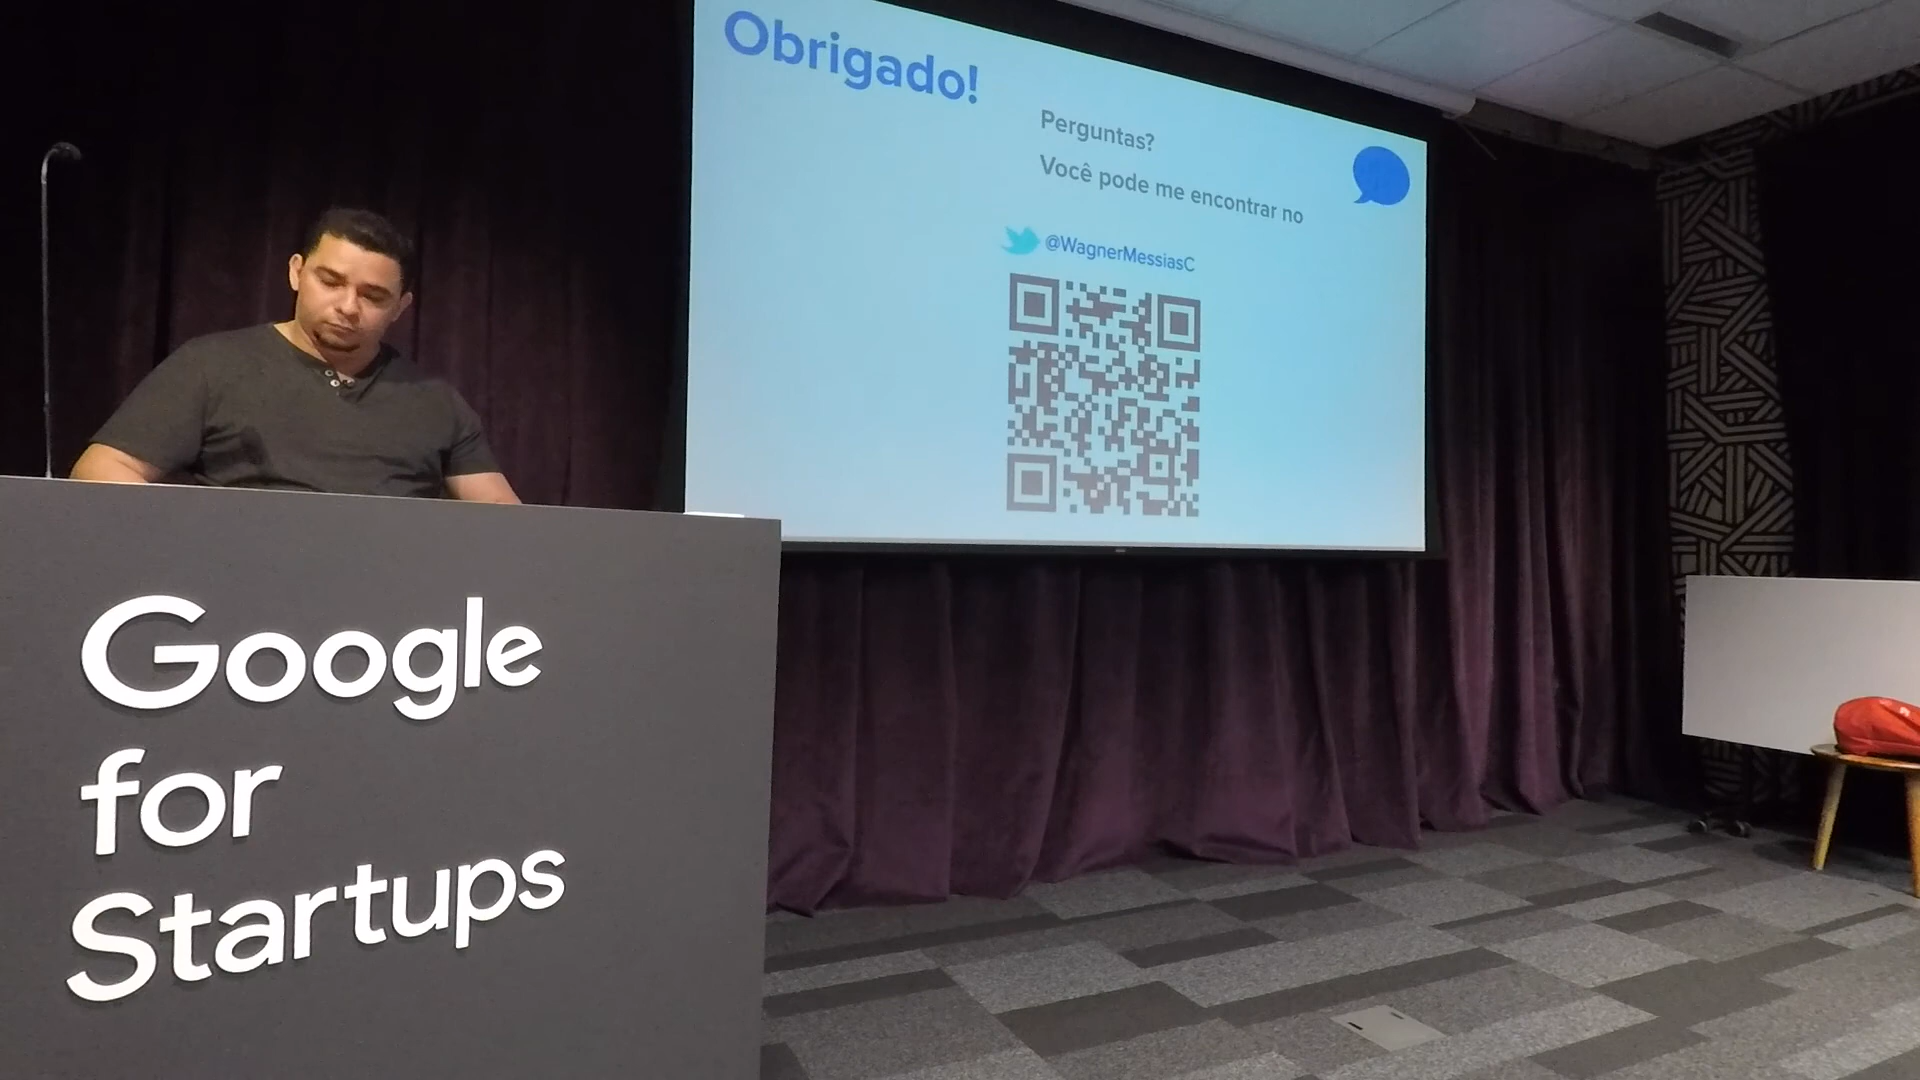 Obrigado!
Perguntas?
Você pode me encontrar no
@WagnerMessiasC
Google
for
Startups